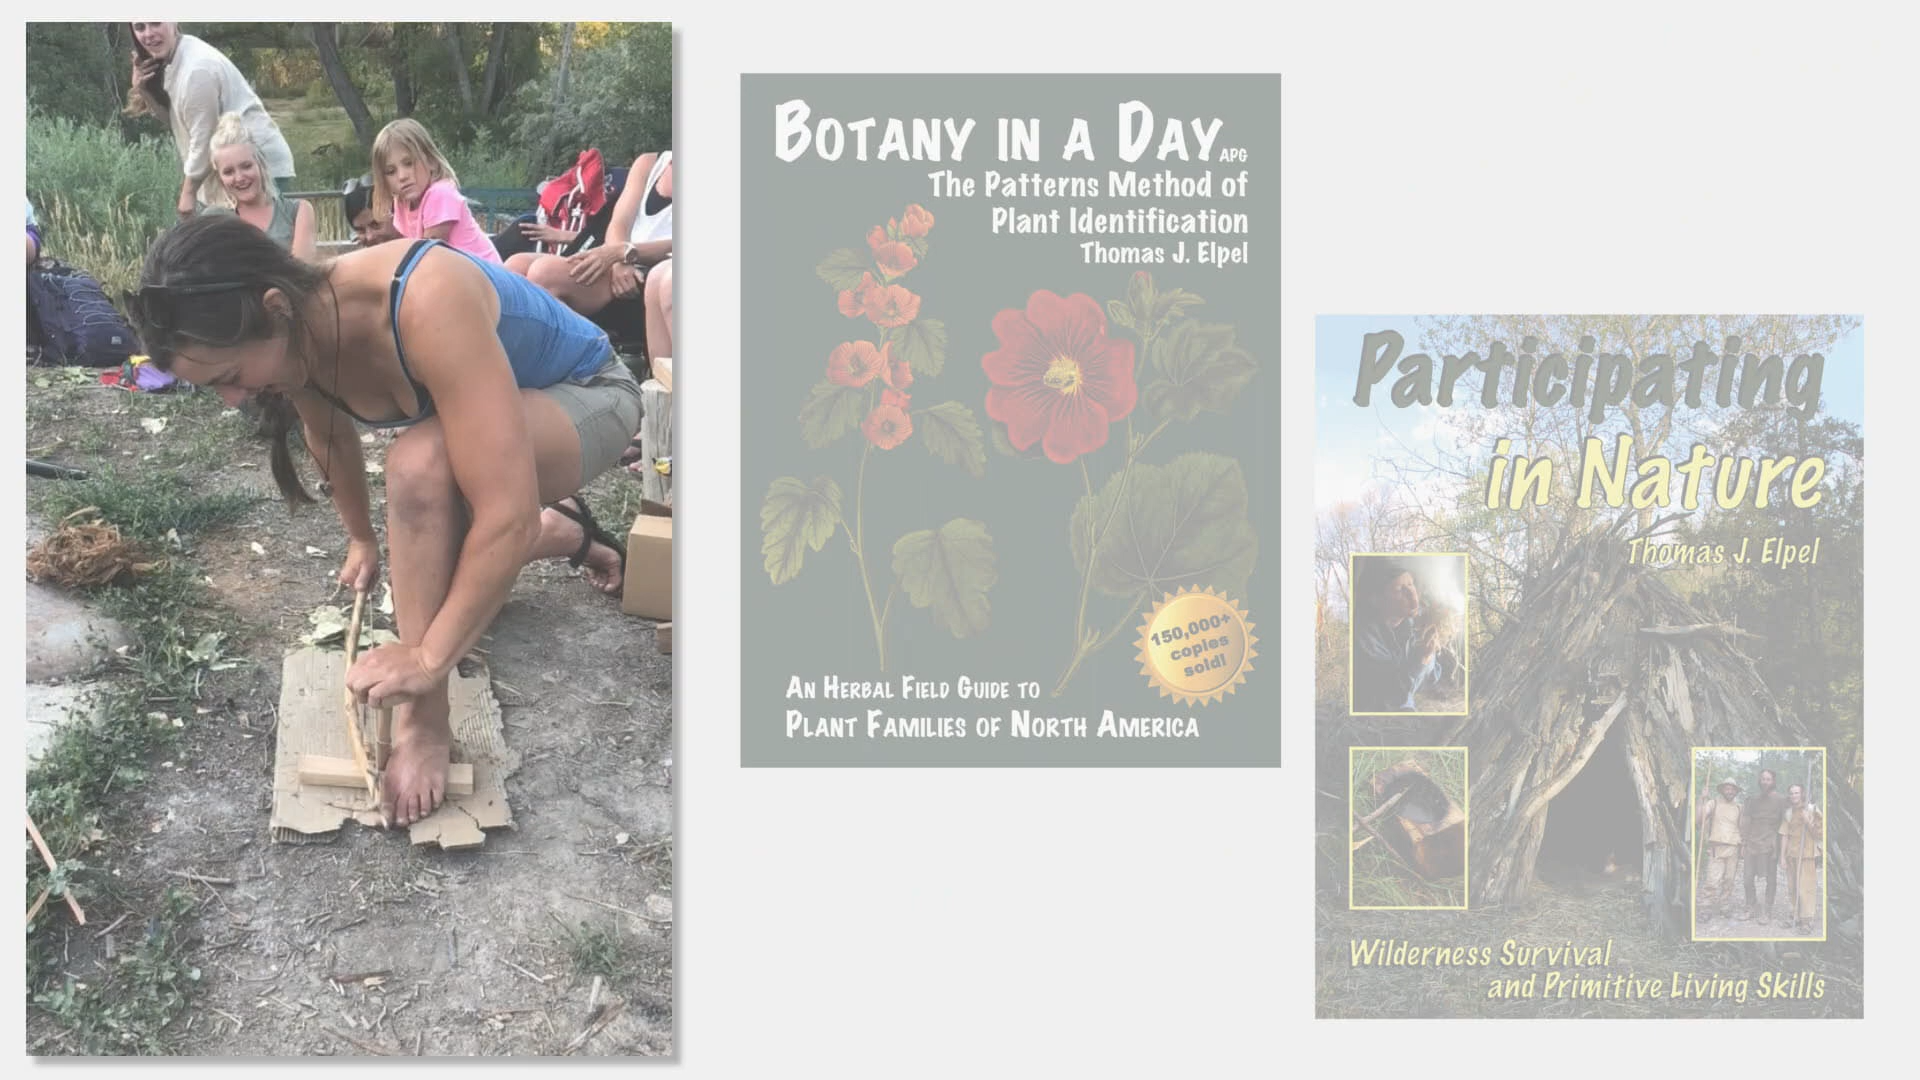 BOTANY IN A DAY APG
The Patterns Method of
Plant Identification
Thomas J. Elpel
150,000+
copies
sold!
AN HERBAL FIELD GUIDE TO
PLANT FAMILIES OF NORTH AMERICA
Participating
in Nature
Thomas J. Elpel
Wilderness Survival
and Primitive Living Skills